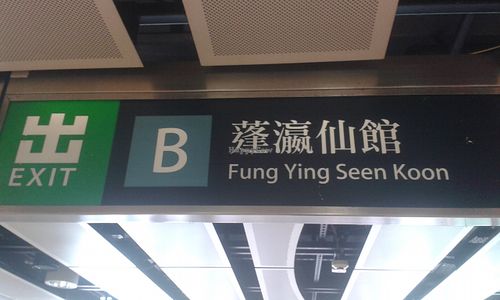 出
EXIT
B
蓬瀛仙館
Fung Ying Seen Koon